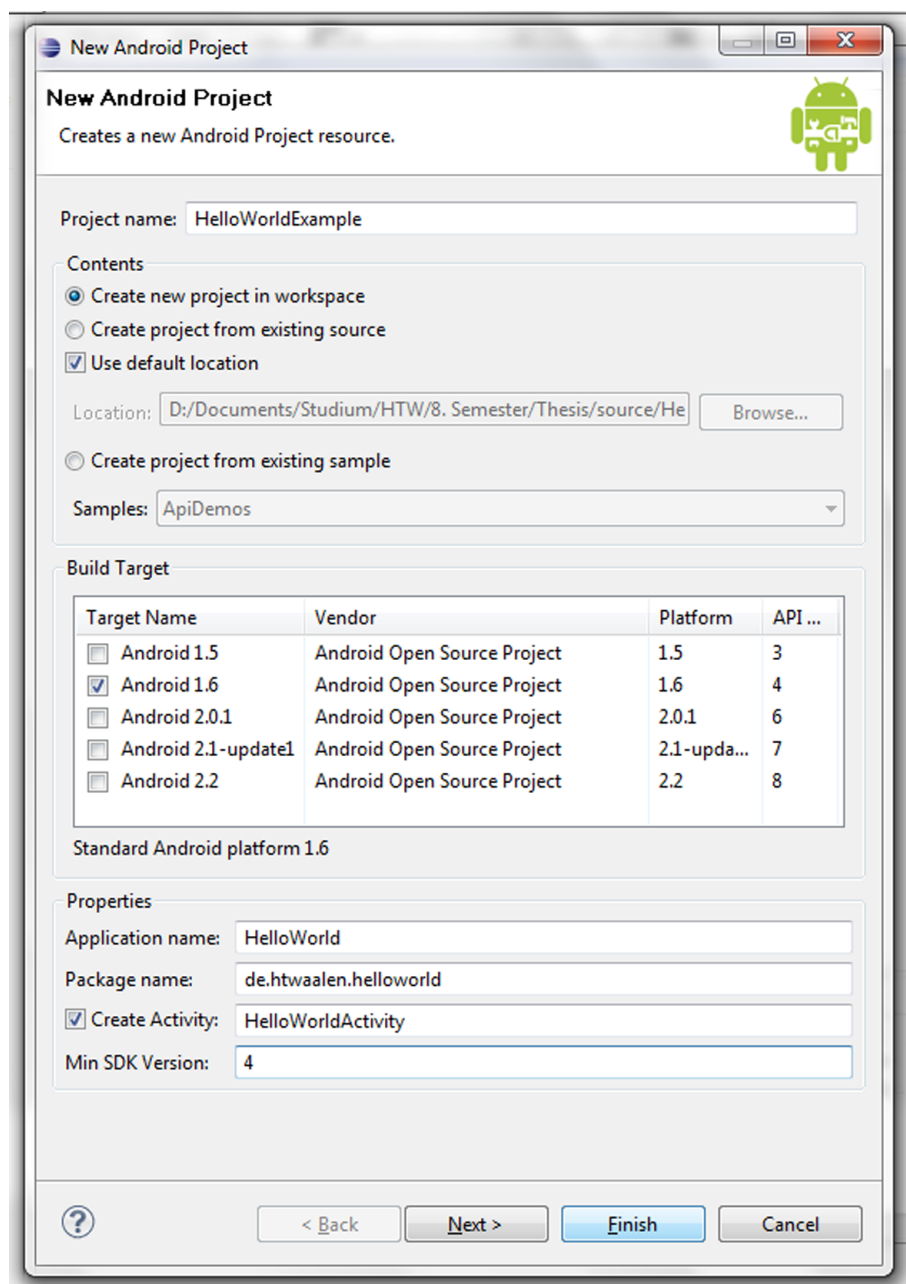 New Android Project
New Android Project
Creates a new Android Project resource.
Project name: HelloWorldExample
Contents
Create new project in workspace
Create project from existing source
Use default location
Location: D:/Documents/Studium/HTW/8. Semester/Thesis/source/He Browse...
Create project from existing sample
Samples: ApiDemos
Build Target
Target Name Vendor Platform API ...
Android 1.5 Android Open Source Project 1.5 3
Android 1.6 Android Open Source Project 1.6 4
Android 2.0.1 Android Open Source Project 2.0.1 6
Android 2.1-update1 Android Open Source Project 2.1-upda... 7
Android 2.2 Android Open Source Project 2.2 8
Standard Android platform 1.6
Properties
Application name: HelloWorld
Package name: de.htwaalen.helloworld
Create Activity: HelloWorldActivity
Min SDK Version: 4
? < Back Next > Finish Cancel